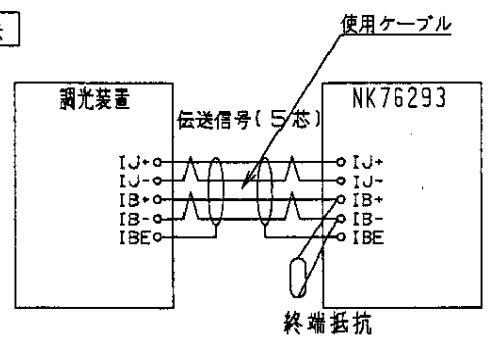 使用ケーブル
調光装置
NK76293
伝送信号(5芯)
IJ+ IJ+
IJ- IJ-
IB+ IB+
IB- IB-
IBE IBE
終端抵抗